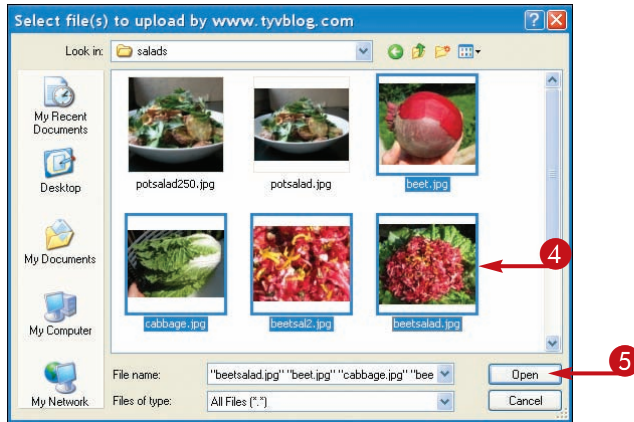 Select file(s) to upload by www.tyvblog.com
Look in: salads
My Recent
Documents
Desktop
My Documents
My Computer
My Network
potsalad250.jpg
potsalad.jpg
beet.jpg
cabbage.jpg
beetsal2.jpg
beetsalad.jpg
4
File name: "beetsalad.jpg" "beet.jpg" "cabbage.jpg" "bee
Open
5
Files of type: All Files (*.*)
Cancel